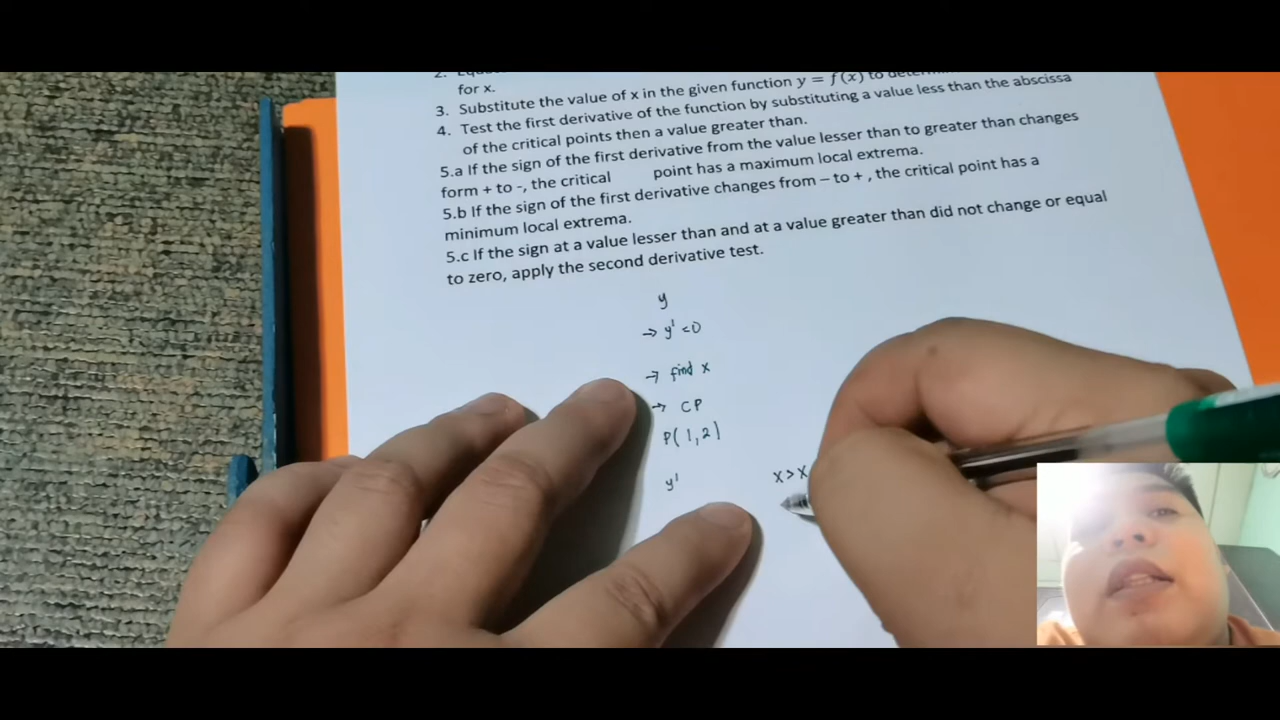 2.
for x.
3. Substitute the value of x in the given function y = f(x) to
4. Test the first derivative of the function by substituting a value less than the abscissa
of the critical points then a value greater than.
5.a If the sign of the first derivative from the value lesser than to greater than changes
form + to -, the critical point has a maximum local extrema.
5.b If the sign of the first derivative changes from – to + , the critical point has a
minimum local extrema.
5.c If the sign at a value lesser than and at a value greater than did not change or equal
to zero, apply the second derivative test.
y
→ y' =0
→ find x
→ CP
P(1,2)
y' x>x